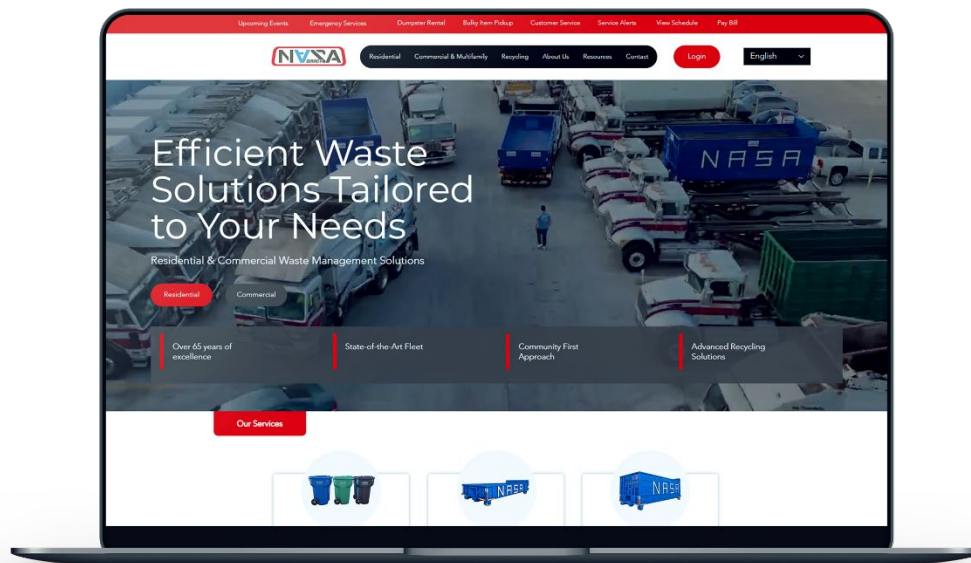 Upcoming Events Emergency Services Dumpster Rental Bulky Item Pickup Customer Service Service Alerts View Schedule Pay Bill
Residential Commercial & Multifamily Recycling About Us Resources Contact Login English
Efficient Waste
Solutions Tailored
to Your Needs
Residential & Commercial Waste Management Solutions
Residential Commercial
NASA
Over 65 years of
excellence
State-of-the-Art Fleet
Community First
Approach
Advanced Recycling
Solutions
Our Services
NASA
NASA